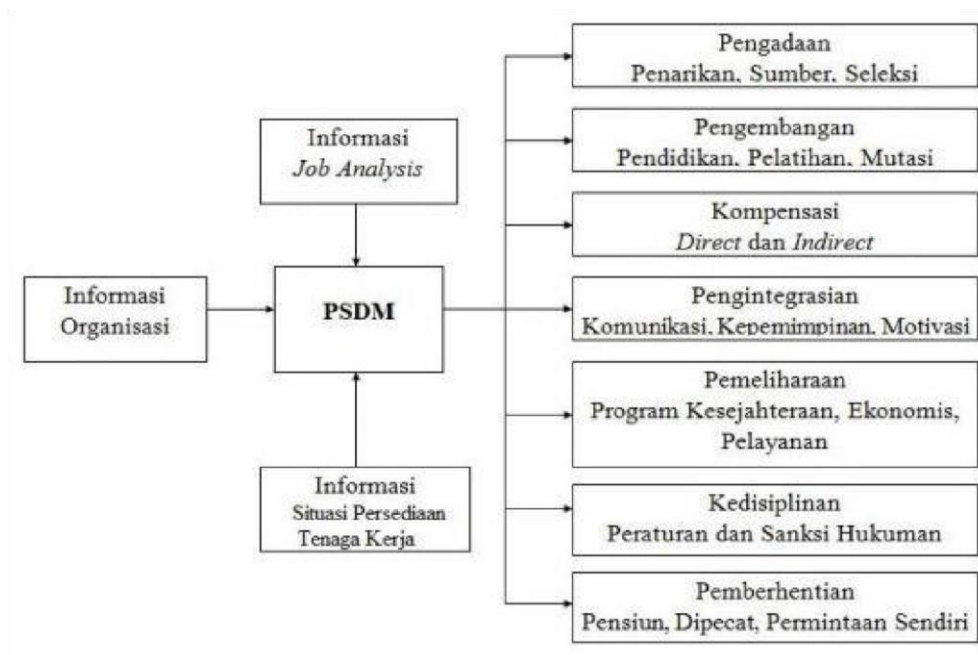 Informasi
Organisasi
Informasi
Job Analysis
PSDM
Informasi
Situasi Persediaan
Tenaga Kerja
Pengadaan
Penarikan, Sumber, Seleksi
Pengembangan
Pendidikan, Pelatihan, Mutasi
Kompensasi
Direct dan Indirect
Pengintegrasian
Komunikasi, Kepemimpinan, Motivasi
Pemeliharaan
Program Kesejahteraan, Ekonomis,
Pelayanan
Kedisiplinan
Peraturan dan Sanksi Hukuman
Pemberhentian
Pensiun, Dipecat, Permintaan Sendiri